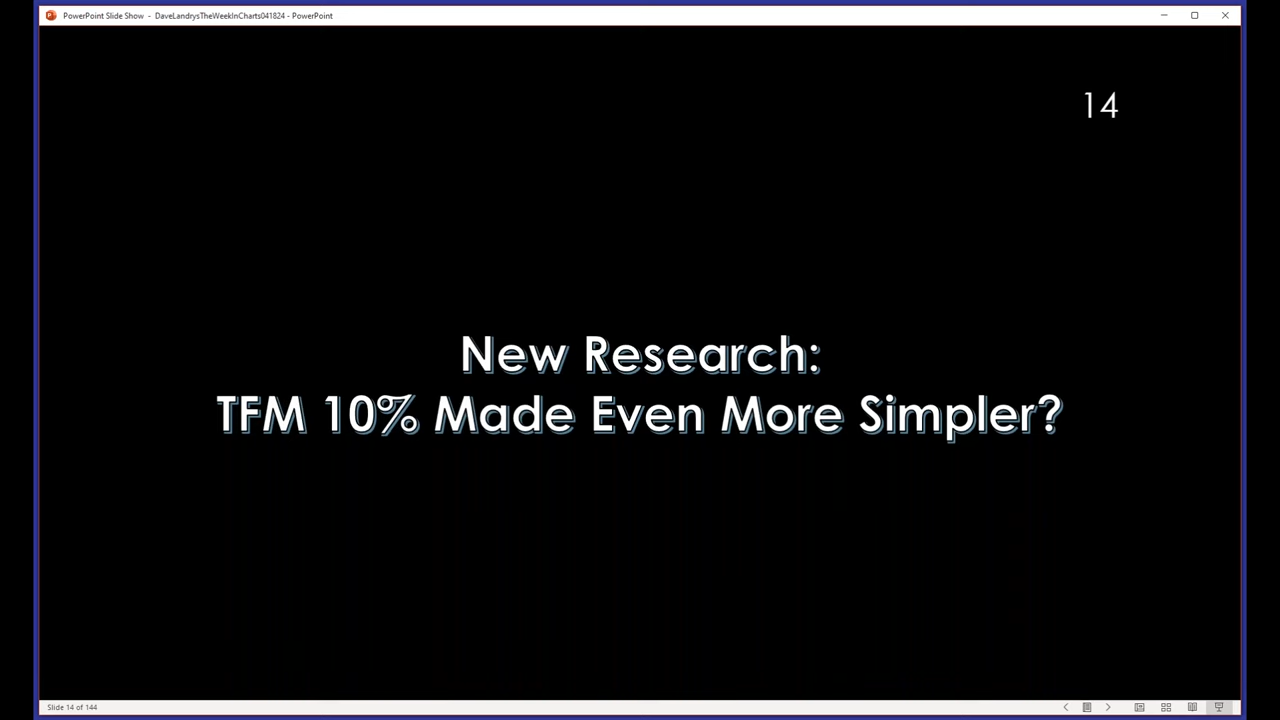 PowerPoint Slide Show - DaveLandrysTheWeekInCharts041824 - PowerPoint
14
New Research:
TFM 10% Made Even More Simpler?
Slide 14 of 144